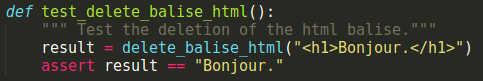 def test_delete_balise_html():
    """ Test the deletion of the html balise."""
    result = delete_balise_html("<h1>Bonjour.</h1>")
    assert result == "Bonjour."